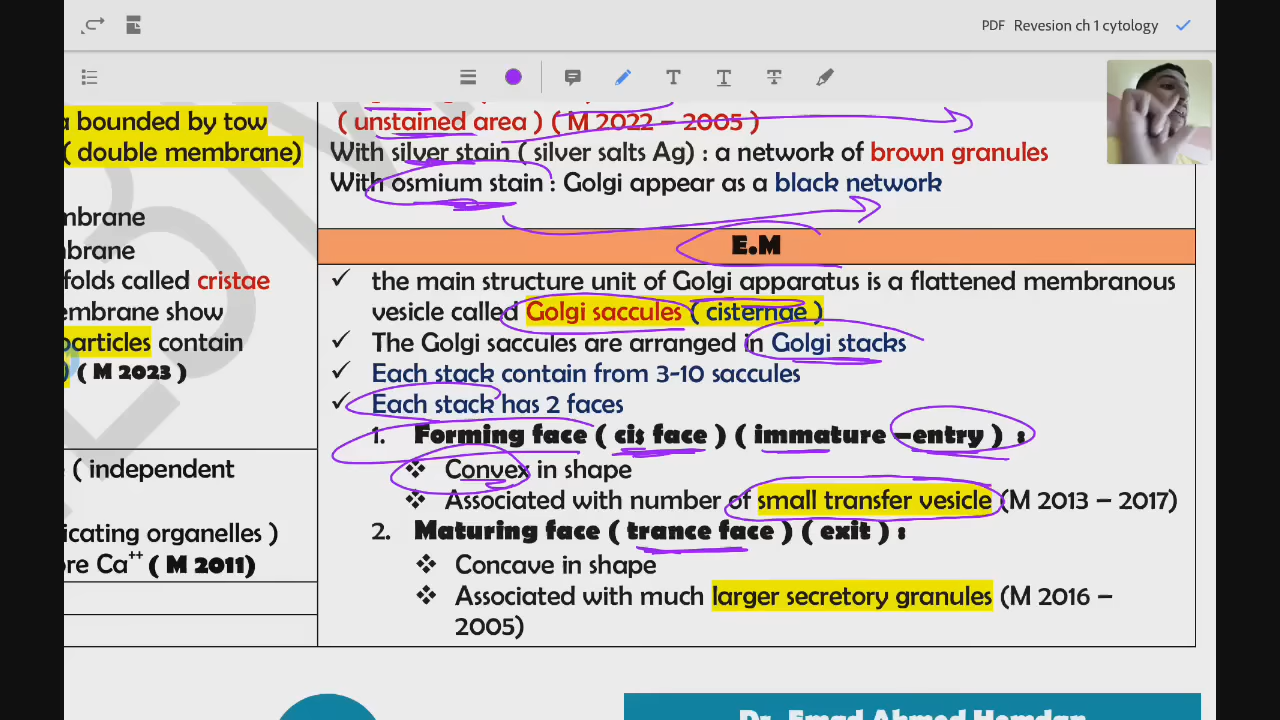 PDF Revesion ch 1 cytology
a bounded by tow
( double membrane)
mbrane
nbrane
folds called cristae
embrane show
particles contain
( M 2023 )
( independent
icating organelles )
ore Ca++ ( M 2011)
( unstained area ) ( M 2022 – 2005 )
With silver stain ( silver salts Ag) : a network of brown granules
With osmium stain : Golgi appear as a black network
E.M
✓ the main structure unit of Golgi apparatus is a flattened membranous
vesicle called Golgi saccules ( cisternae )
✓ The Golgi saccules are arranged in Golgi stacks
✓ Each stack contain from 3-10 saccules
✓ Each stack has 2 faces
1. Forming face ( cis face ) ( immature –entry ) :
❖ Convex in shape
❖ Associated with number of small transfer vesicle (M 2013 – 2017)
2. Maturing face ( trance face ) ( exit ) :
❖ Concave in shape
❖ Associated with much larger secretory granules (M 2016 –
2005)
Dr. Emad Ahmed Hamdan